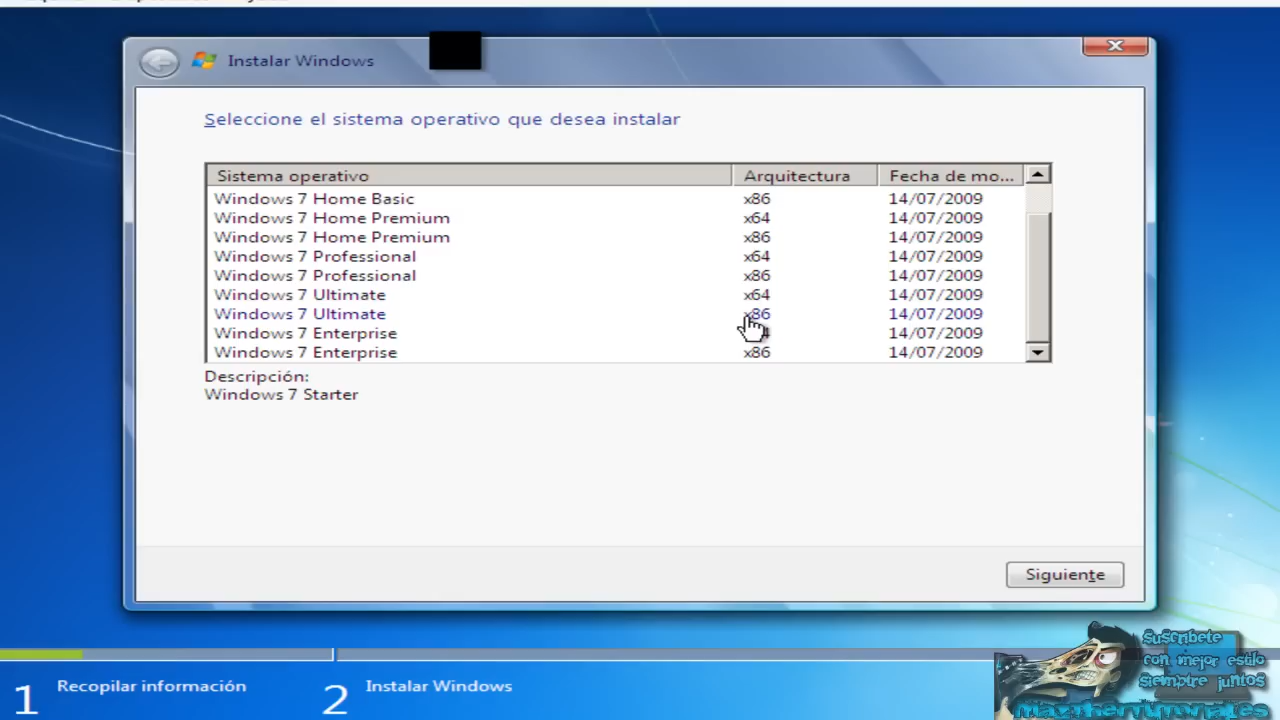 Instalar Windows
Seleccione el sistema operativo que desea instalar
Sistema operativo Arquitectura Fecha de mo...
Windows 7 Home Basic x86 14/07/2009
Windows 7 Home Premium x64 14/07/2009
Windows 7 Home Premium x86 14/07/2009
Windows 7 Professional x64 14/07/2009
Windows 7 Professional x86 14/07/2009
Windows 7 Ultimate x64 14/07/2009
Windows 7 Ultimate x86 14/07/2009
Windows 7 Enterprise 14/07/2009
Windows 7 Enterprise x86 14/07/2009
Descripción:
Windows 7 Starter
Siguiente
1 Recopilar información 2 Instalar Windows
suscribete
con mejor estilo
siempre juntos